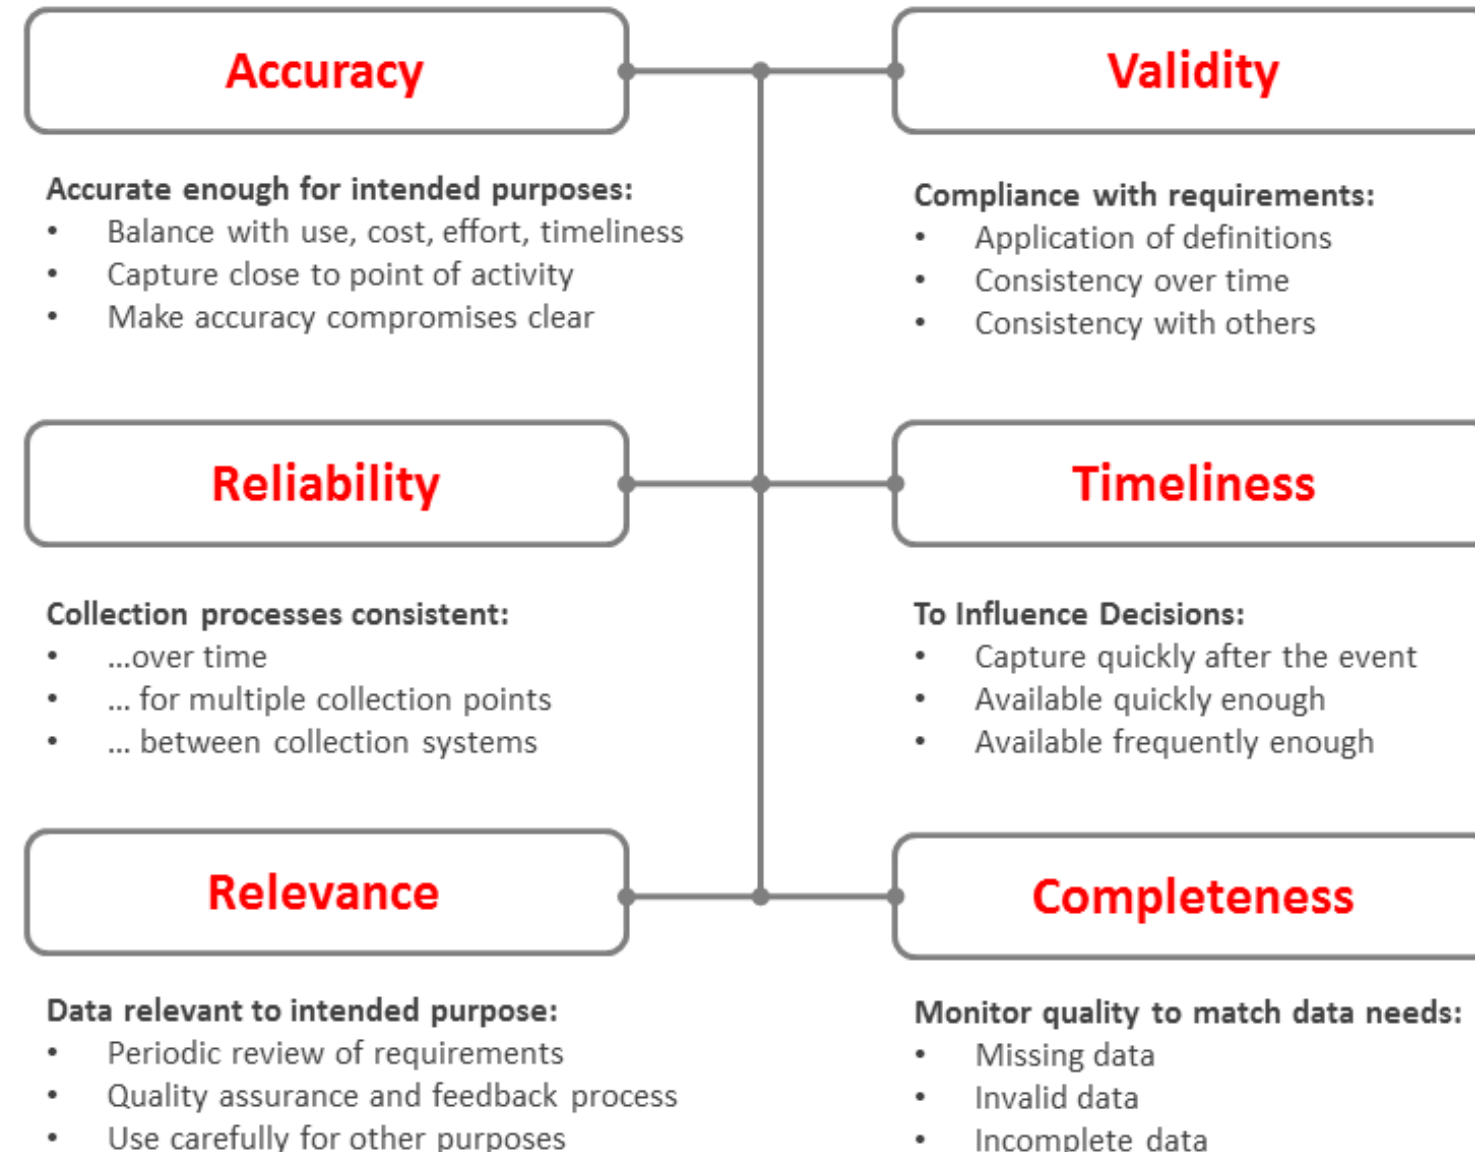 Accuracy
Accurate enough for intended purposes:
• Balance with use, cost, effort, timeliness
• Capture close to point of activity
• Make accuracy compromises clear
Validity
Compliance with requirements:
• Application of definitions
• Consistency over time
• Consistency with others
Reliability
Collection processes consistent:
• ...over time
• ... for multiple collection points
• ... between collection systems
Timeliness
To Influence Decisions:
• Capture quickly after the event
• Available quickly enough
• Available frequently enough
Relevance
Data relevant to intended purpose:
• Periodic review of requirements
• Quality assurance and feedback process
• Use carefully for other purposes
Completeness
Monitor quality to match data needs:
• Missing data
• Invalid data
• Incomplete data